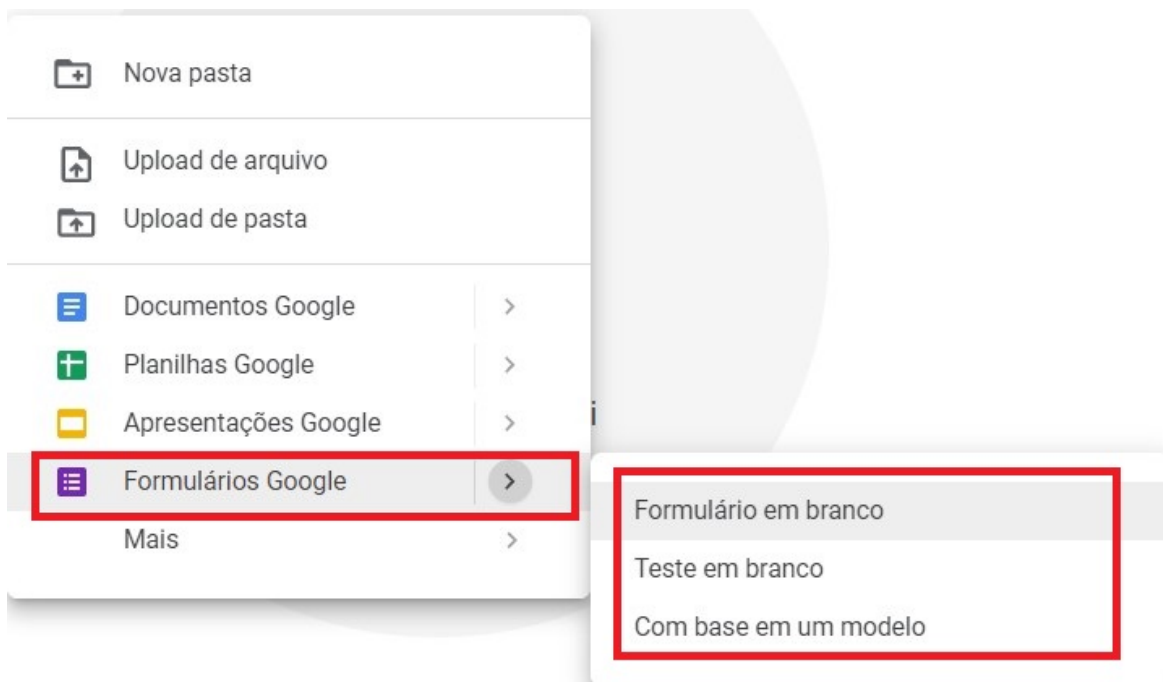 Nova pasta
Upload de arquivo
Upload de pasta
Documentos Google
Planilhas Google
Apresentações Google
i
Formulários Google
Mais
Formulário em branco
Teste em branco
Com base em um modelo